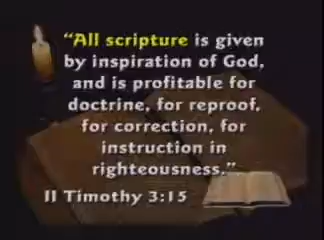 “All scripture is given
by inspiration of God,
and is profitable for
doctrine, for reproof,
for correction, for
instruction in
righteousness.”
II Timothy 3:15